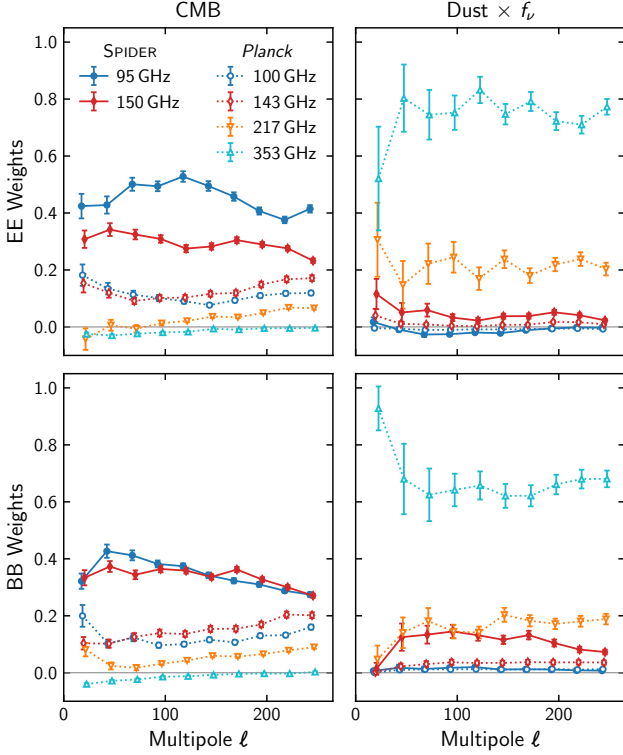 CMB
Dust × fν
SPIDER
Planck
95 GHz
100 GHz
150 GHz
143 GHz
217 GHz
353 GHz
EE Weights
1.0
0.8
0.6
0.4
0.2
0.0
BB Weights
1.0
0.8
0.6
0.4
0.2
0.0
0 100 200
0 100 200
Multipole ℓ
Multipole ℓ